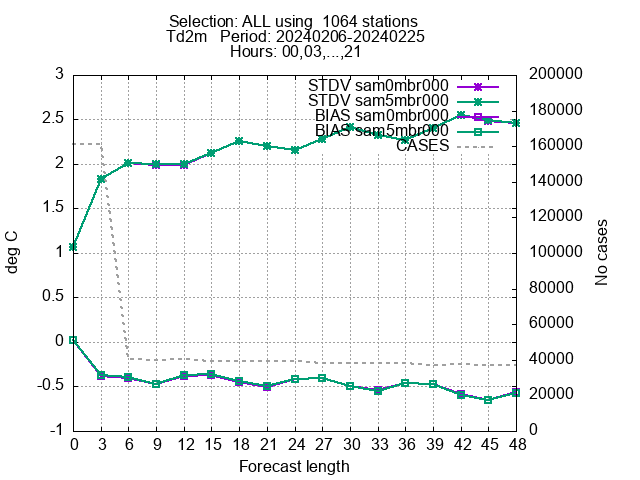 Selection: ALL using  1064 stations
Td2m   Period: 20240206-20240225
Hours: 00,03,...,21
STDV sam0mbr000
STDV sam5mbr000
BIAS sam0mbr000
BIAS sam5mbr000
CASES
3
2.5
2
1.5
1
0.5
0
-0.5
-1
deg C
200000
180000
160000
140000
120000
100000
80000
60000
40000
20000
0
No cases
0 3 6 9 12 15 18 21 24 27 30 33 36 39 42 45 48
Forecast length